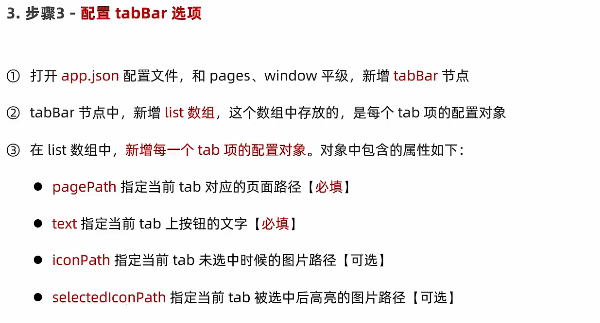 3. 步骤3 - 配置 tabBar 选项
① 打开 app.json 配置文件，和 pages、window 平级，新增 tabBar 节点
② tabBar 节点中，新增 list 数组，这个数组中存放的，是每个 tab 项的配置对象
③ 在 list 数组中，新增每一个 tab 项的配置对象。对象中包含的属性如下：
● pagePath 指定当前 tab 对应的页面路径【必填】
● text 指定当前 tab 上按钮的文字【必填】
● iconPath 指定当前 tab 未选中时候的图片路径【可选】
● selectedIconPath 指定当前 tab 被选中后高亮的图片路径【可选】